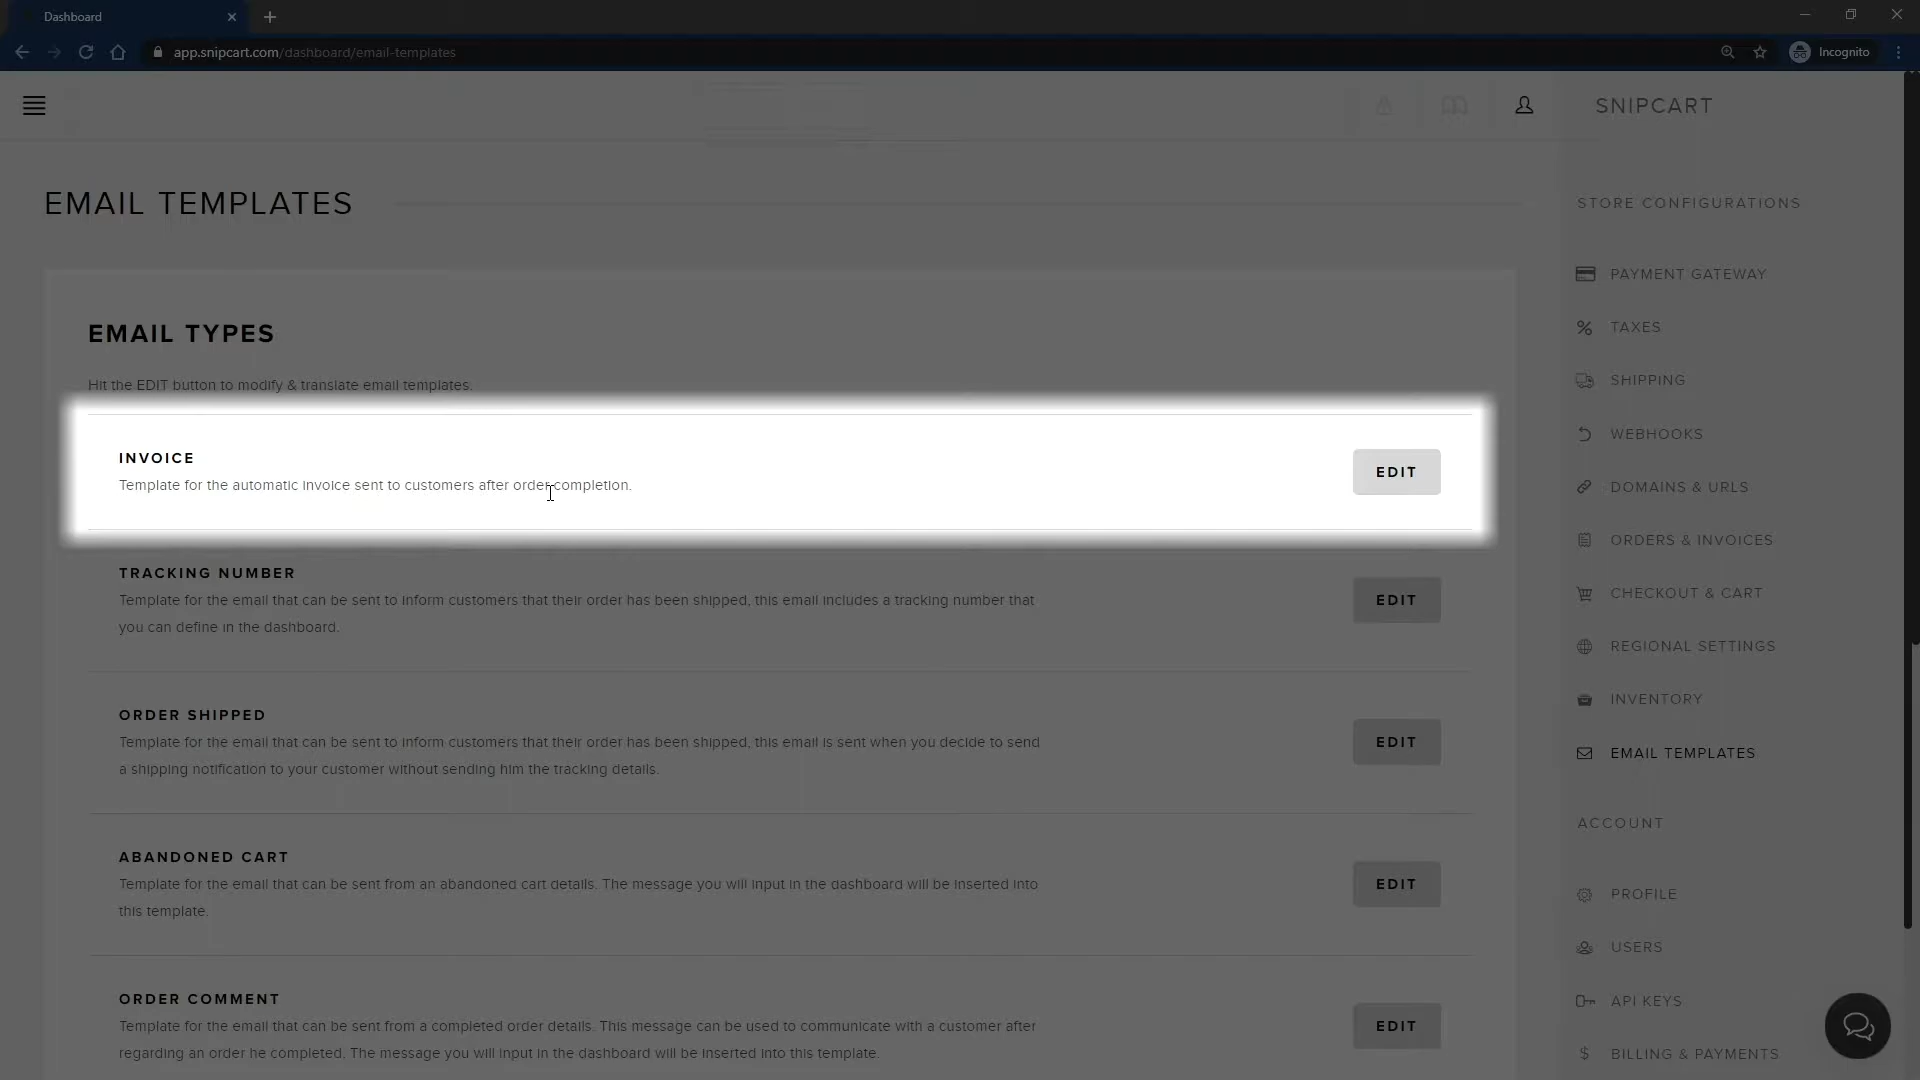 Dashboard
app.snipcart.com/dashboard/email-templates
Incognito
SNIPCART
EMAIL TEMPLATES
EMAIL TYPES
Hit the EDIT button to modify & translate email templates.
INVOICE
Template for the automatic invoice sent to customers after order completion.
EDIT
TRACKING NUMBER
Template for the email that can be sent to inform customers that their order has been shipped, this email includes a tracking number that
you can define in the dashboard.
EDIT
ORDER SHIPPED
Template for the email that can be sent to inform customers that their order has been shipped, this email is sent when you decide to send
a shipping notification to your customer without sending him the tracking details.
EDIT
ABANDONED CART
Template for the email that can be sent from an abandoned cart details. The message you will input in the dashboard will be inserted into
this template.
EDIT
ORDER COMMENT
Template for the email that can be sent from a completed order details. This message can be used to communicate with a customer after
regarding an order he completed. The message you will input in the dashboard will be inserted into this template.
EDIT
STORE CONFIGURATIONS
PAYMENT GATEWAY
TAXES
SHIPPING
WEBHOOKS
DOMAINS & URLS
ORDERS & INVOICES
CHECKOUT & CART
REGIONAL SETTINGS
INVENTORY
EMAIL TEMPLATES
ACCOUNT
PROFILE
USERS
API KEYS
BILLING & PAYMENTS